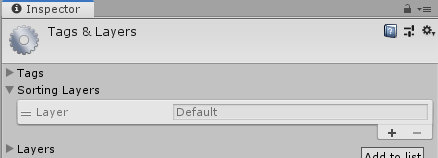 Inspector
Tags & Layers
Tags
Sorting Layers
Layer Default
Layers
Add to list